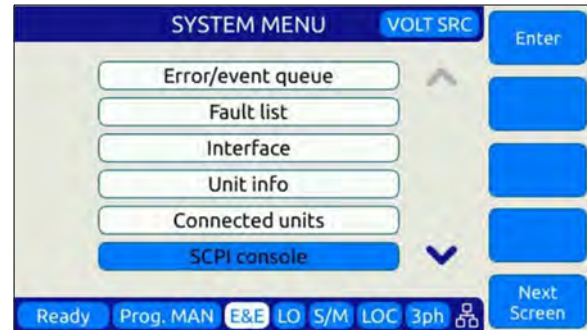 SYSTEM MENU
VOLT SRC
Enter
Error/event queue
Fault list
Interface
Unit info
Connected units
SCPI console
Next
Screen
Ready Prog. MAN E&E LO S/M LOC 3ph